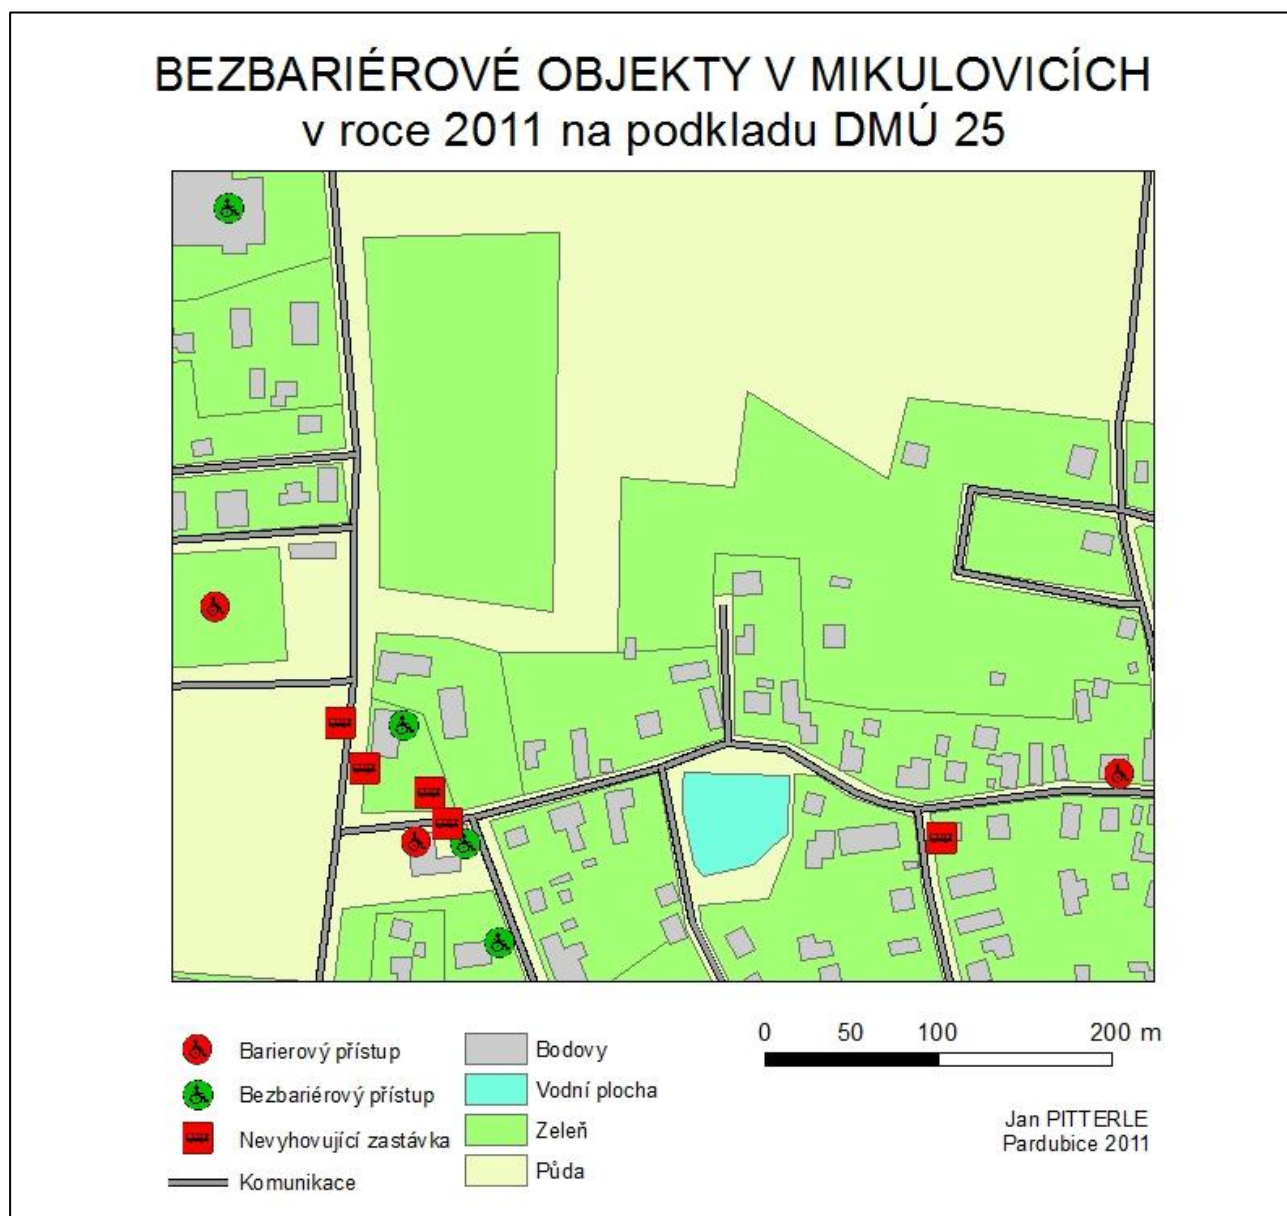 BEZBARIÉROVÉ OBJEKTY V MIKULOVICÍCH
v roce 2011 na podkladu DMÚ 25
Barierový přístup
Bezbariérový přístup
Nevyhovující zastávka
Komunikace
Bodovy
Vodní plocha
Zeleň
Půda
0 50 100 200 m
Jan PITTERLE
Pardubice 2011